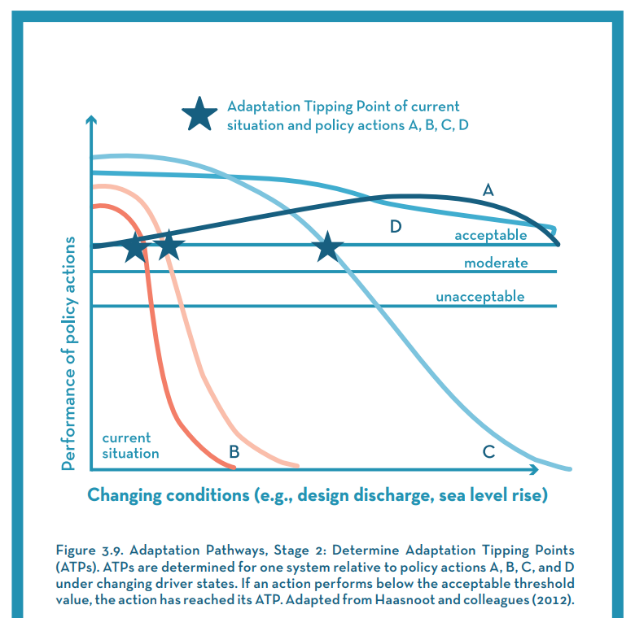 Adaptation Tipping Point of current
situation and policy actions A, B, C, D
A
D
acceptable
moderate
unacceptable
Performance of policy actions
current
situation
B
C
Changing conditions (e.g., design discharge, sea level rise)
Figure 3.9. Adaptation Pathways, Stage 2: Determine Adaptation Tipping Points
(ATPs). ATPs are determined for one system relative to policy actions A, B, C, and D
under changing driver states. If an action performs below the acceptable threshold
value, the action has reached its ATP. Adapted from Haasnoot and colleagues (2012).